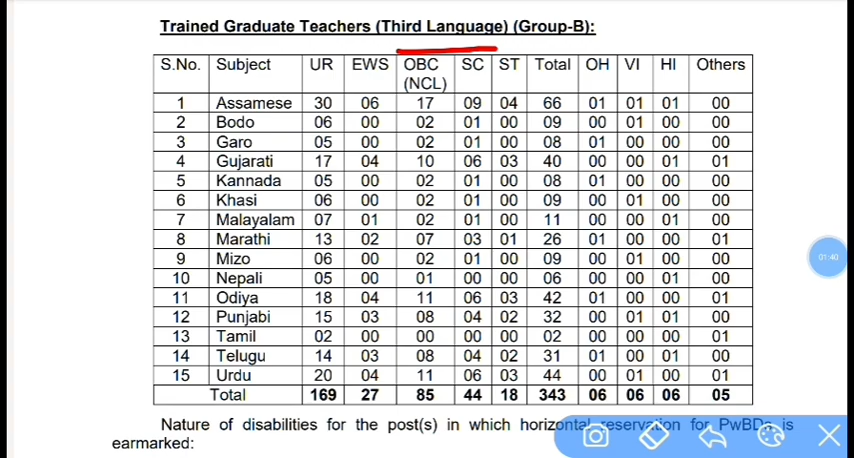 Trained Graduate Teachers (Third Language) (Group-B):
S.No. Subject UR EWS OBC (NCL) SC ST Total OH VI HI Others
1 Assamese 30 06 17 09 04 66 01 01 01 00
2 Bodo 06 00 02 01 00 09 00 01 00 00
3 Garo 05 00 02 01 00 08 01 00 00 00
4 Gujarati 17 04 10 06 03 40 00 00 01 01
5 Kannada 05 00 02 01 00 08 01 00 00 00
6 Khasi 06 00 02 01 00 09 00 01 00 00
7 Malayalam 07 01 02 01 00 11 00 00 01 00
8 Marathi 13 02 07 03 01 26 01 00 00 01
9 Mizo 06 00 02 01 00 09 00 01 00 00
10 Nepali 05 00 01 00 00 06 00 00 01 00
11 Odiya 18 04 11 06 03 42 01 00 00 01
12 Punjabi 15 03 08 04 02 32 00 01 01 00
13 Tamil 02 00 00 00 00 02 00 00 00 01
14 Telugu 14 03 08 04 02 31 01 00 01 00
15 Urdu 20 04 11 06 03 44 00 01 00 01
Total 169 27 85 44 18 343 06 06 06 05
Nature of disabilities for the post(s) in which horizontal reservation for PwBDs is
earmarked:
01:40